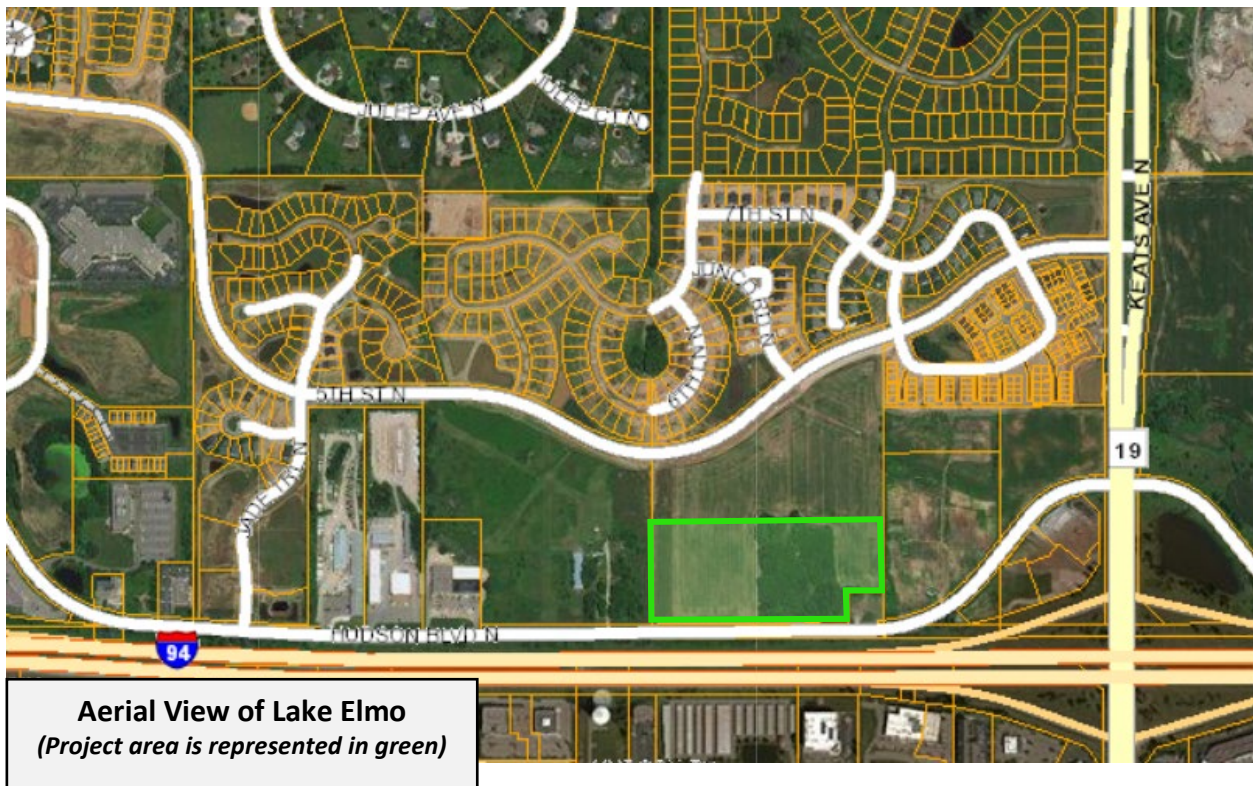 JULEP AVE N
JULEP CT N
7TH ST N
KEATS AVE N
JUNCO RD N
5TH ST N
JADE TRL N
19
HUDSON BLVD N
94
Aerial View of Lake Elmo
(Project area is represented in green)